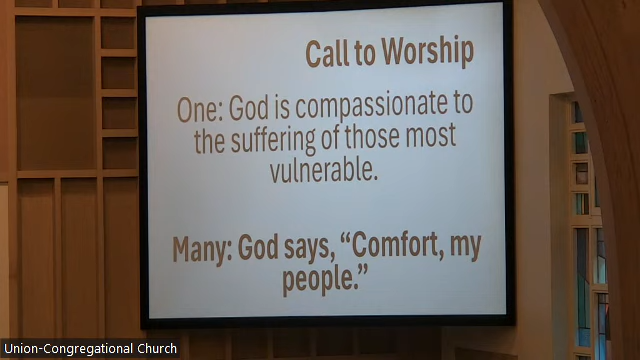 Call to Worship
One: God is compassionate to
the suffering of those most
vulnerable.
Many: God says, “Comfort, my
people.”
Union-Congregational Church